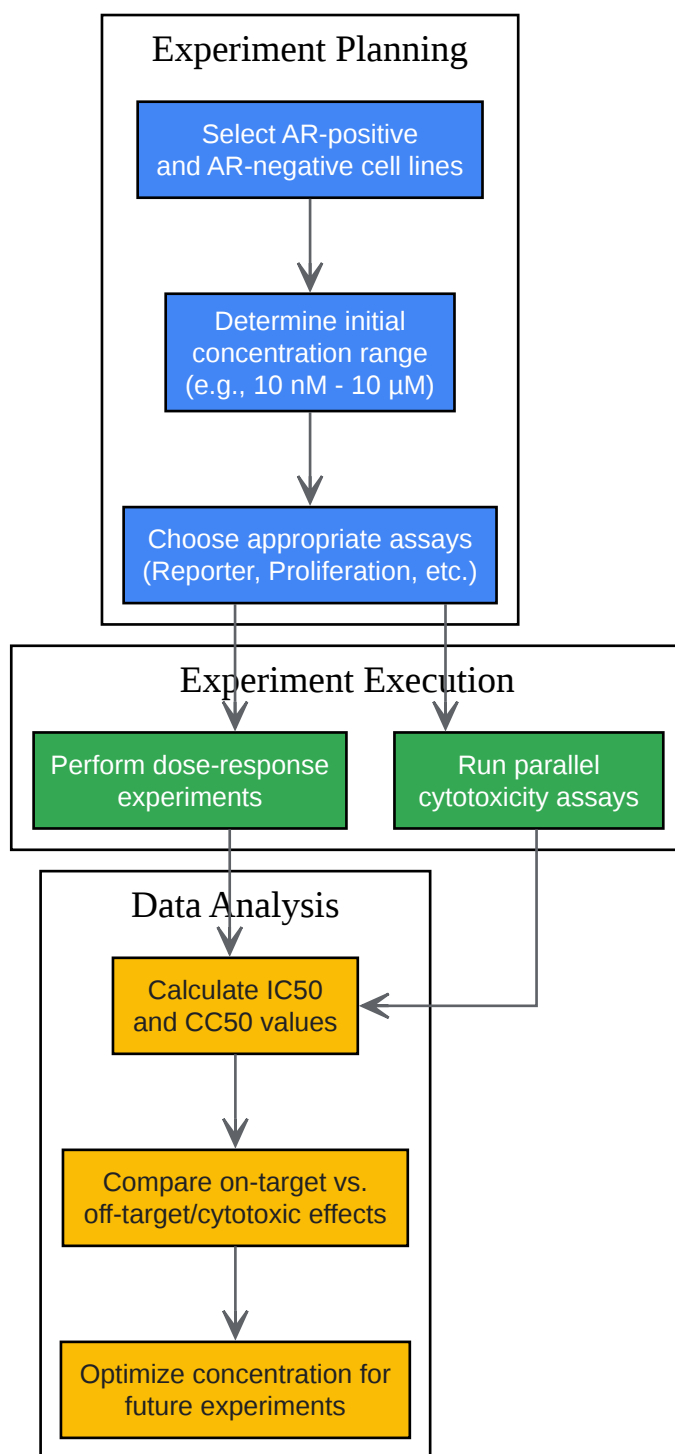 Experiment Planning
Select AR-positive
and AR-negative cell lines
Determine initial
concentration range
(e.g., 10 nM - 10 µM)
Choose appropriate assays
(Reporter, Proliferation, etc.)
Experiment Execution
Perform dose-response
experiments
Run parallel
cytotoxicity assays
Data Analysis
Calculate IC50
and CC50 values
Compare on-target vs.
off-target/cytotoxic effects
Optimize concentration for
future experiments